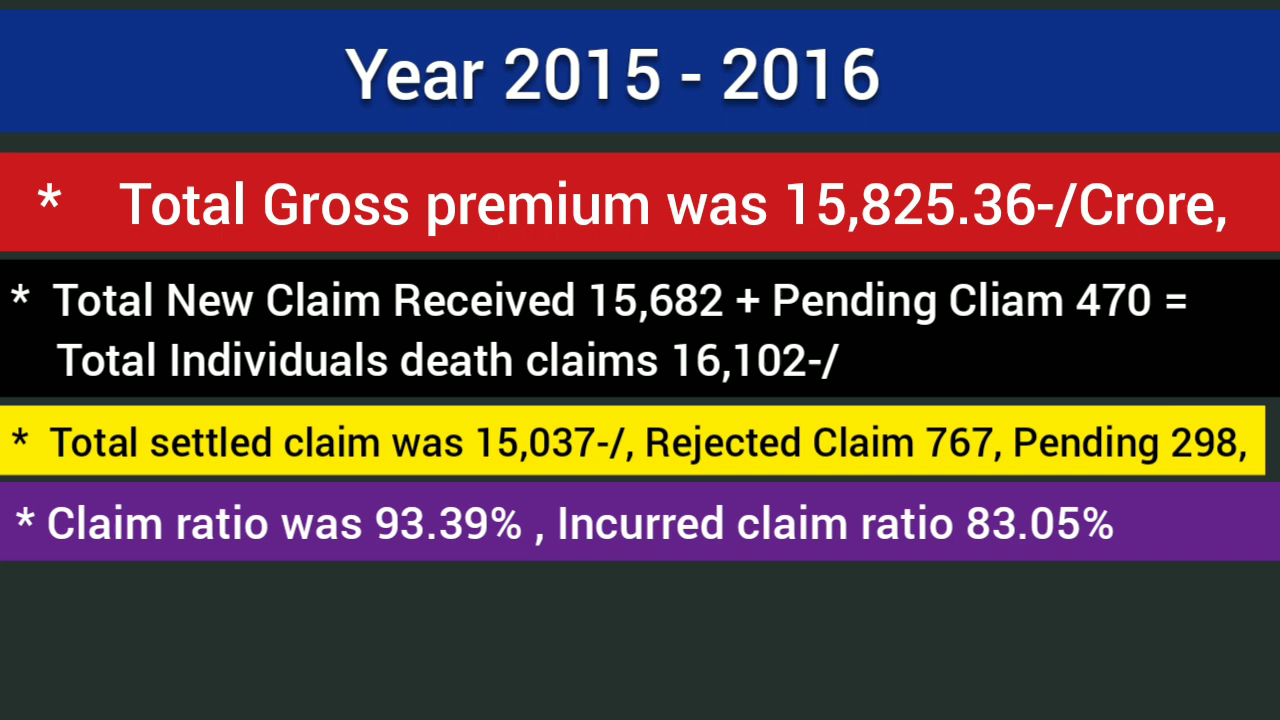 Year 2015 - 2016
* Total Gross premium was 15,825.36-/Crore,
* Total New Claim Received 15,682 + Pending Cliam 470 =
Total Individuals death claims 16,102-/
* Total settled claim was 15,037-/, Rejected Claim 767, Pending 298,
* Claim ratio was 93.39% , Incurred claim ratio 83.05%